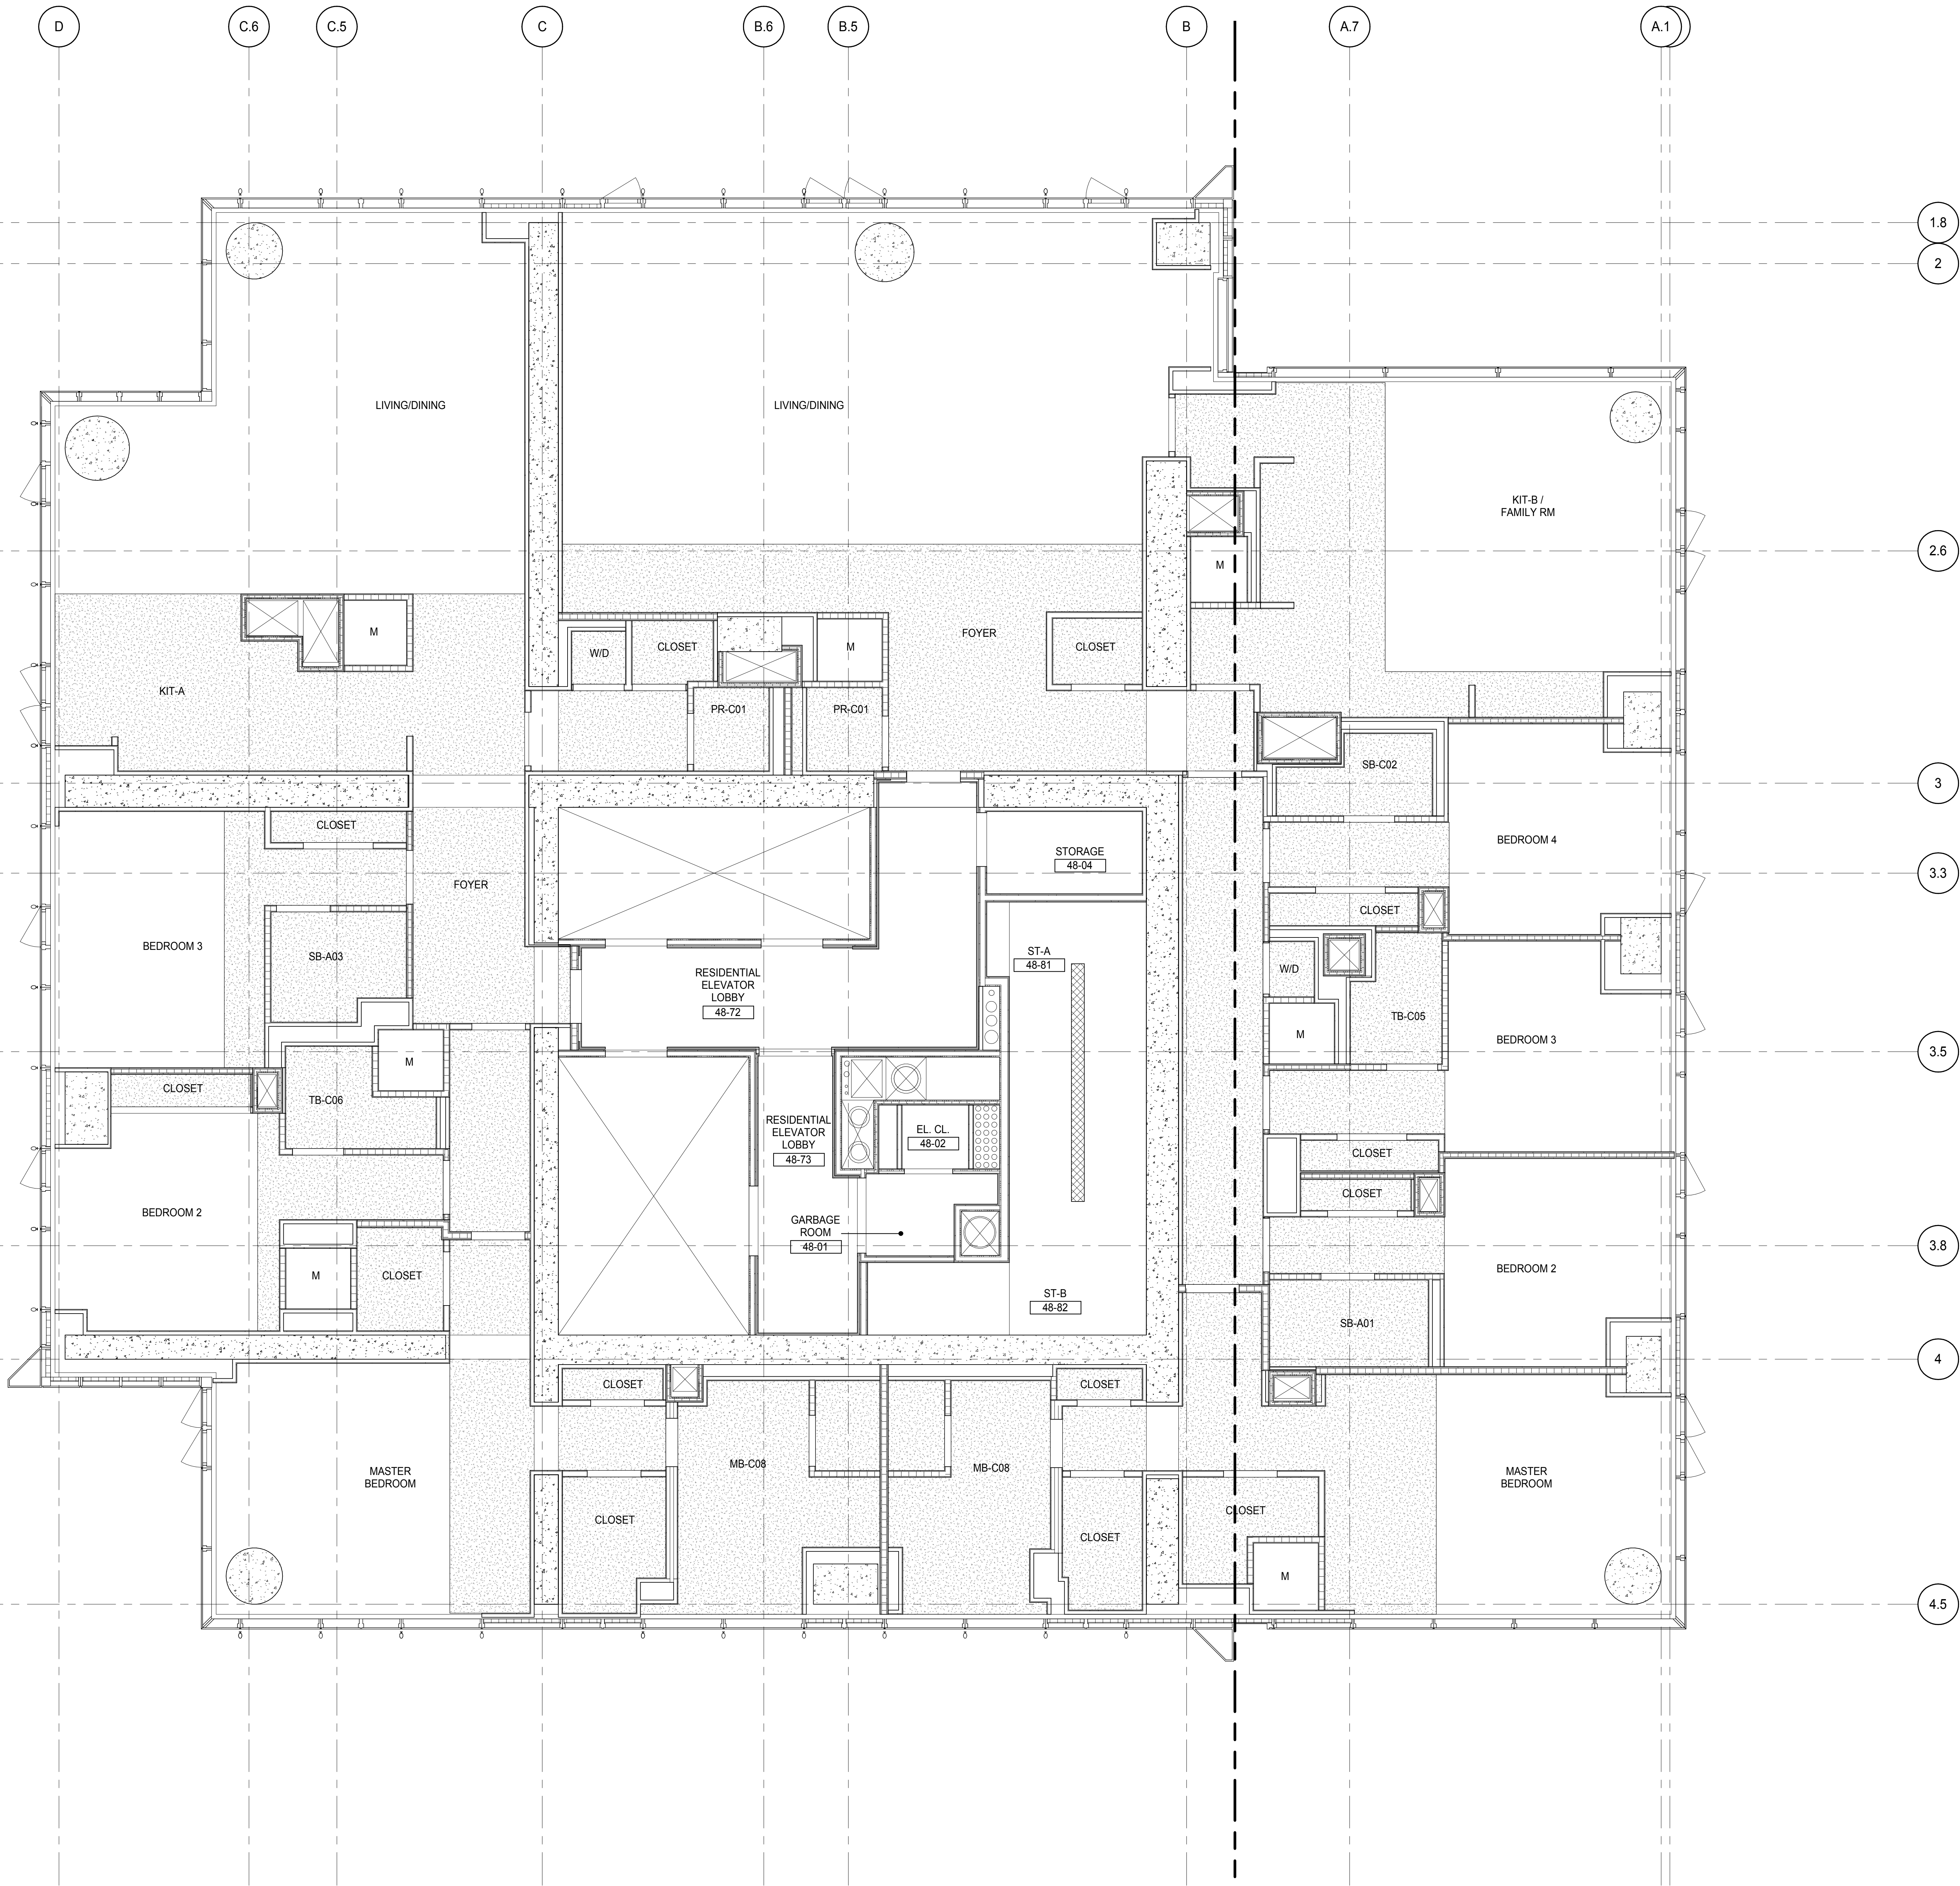 D
C.6
C.5
C
B.6
B.5
B
A.7
A.1
1.8
2
LIVING/DINING
LIVING/DINING
KIT-B /
FAMILY RM
2.6
M
M
W/D
CLOSET
M
FOYER
CLOSET
KIT-A
PR-C01
PR-C01
SB-C02
3
CLOSET
BEDROOM 4
STORAGE
48-04
3.3
FOYER
CLOSET
BEDROOM 3
SB-A03
ST-A
48-81
W/D
RESIDENTIAL
ELEVATOR
LOBBY
48-72
TB-C05
M
BEDROOM 3
3.5
M
CLOSET
TB-C06
RESIDENTIAL
ELEVATOR
LOBBY
48-73
EL. CL.
48-02
CLOSET
CLOSET
BEDROOM 2
GARBAGE
ROOM
48-01
3.8
M
CLOSET
BEDROOM 2
ST-B
48-82
SB-A01
4
CLOSET
CLOSET
MASTER
BEDROOM
MB-C08
MB-C08
MASTER
BEDROOM
CLOSET
CLOSET
CLOSET
M
4.5